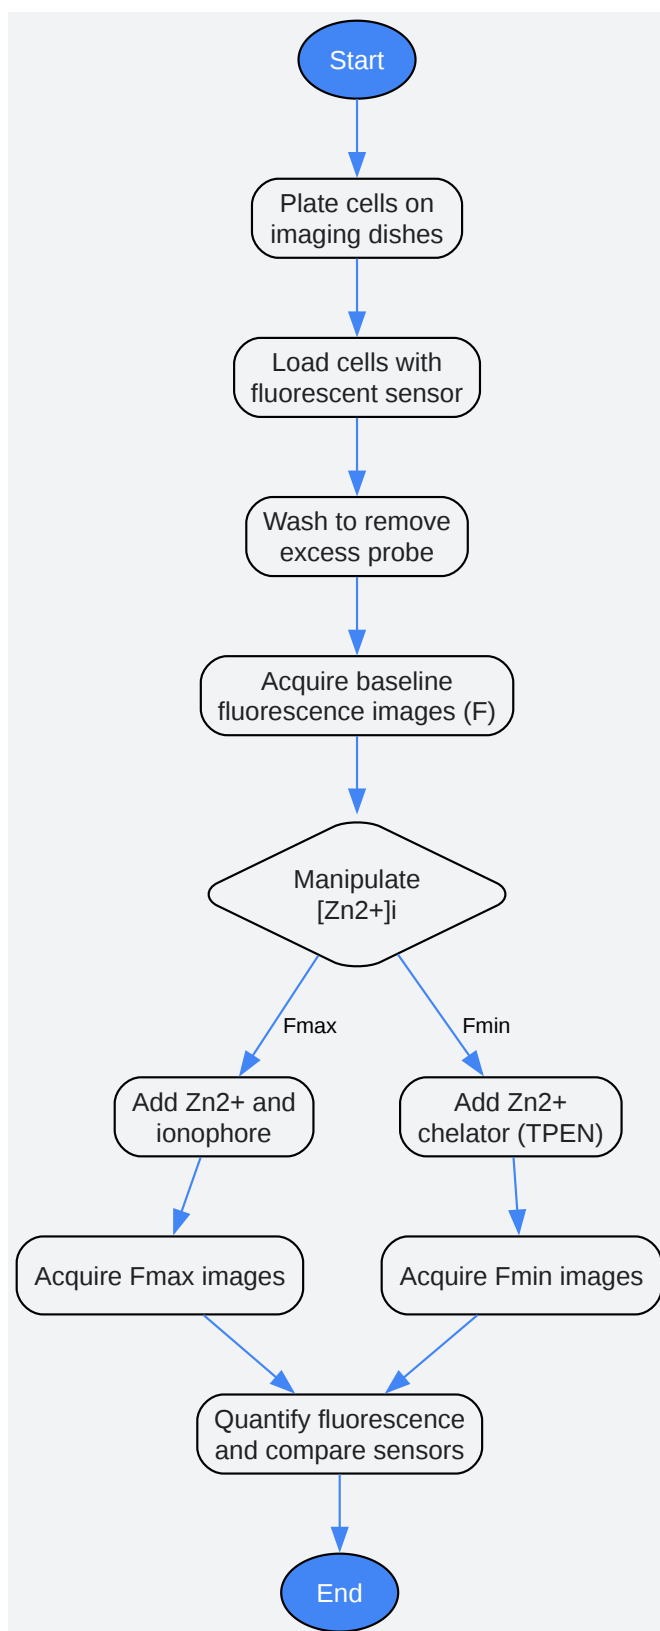 Start
Plate cells on
imaging dishes
Load cells with
fluorescent sensor
Wash to remove
excess probe
Acquire baseline
fluorescence images (F)
Manipulate
[Zn2+]i
Fmax
Fmin
Add Zn2+ and
ionophore
Add Zn2+
chelator (TPEN)
Acquire Fmax images
Acquire Fmin images
Quantify fluorescence
and compare sensors
End